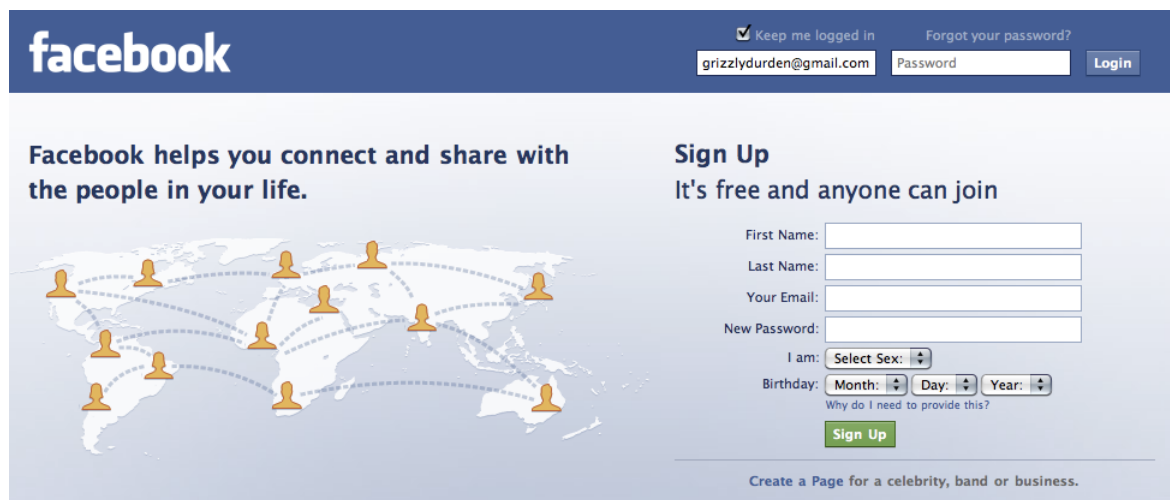 facebook
Keep me logged in
Forgot your password?
grizzlydurden@gmail.com
Password
Login
Facebook helps you connect and share with
the people in your life.
Sign Up
It's free and anyone can join
First Name:
Last Name:
Your Email:
New Password:
I am: Select Sex:
Birthday: Month: Day: Year:
Why do I need to provide this?
Sign Up
Create a Page for a celebrity, band or business.